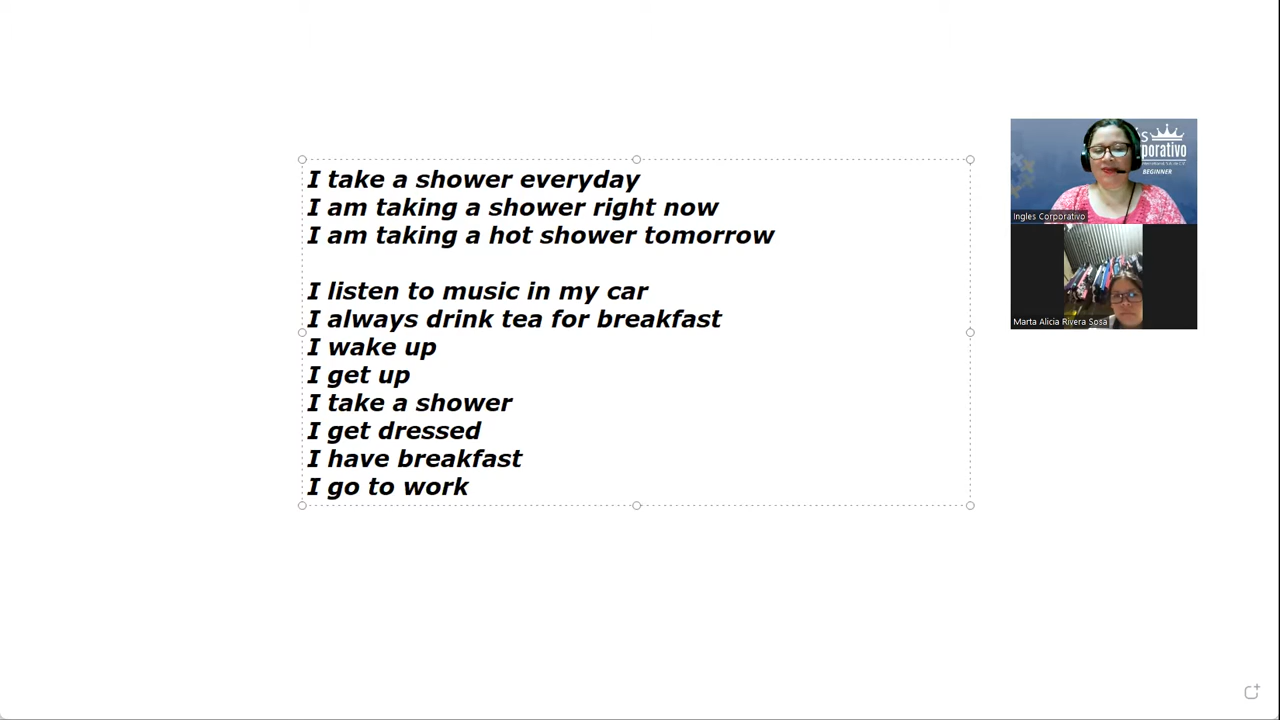 I take a shower everyday
I am taking a shower right now
I am taking a hot shower tomorrow
I listen to music in my car
I always drink tea for breakfast
I wake up
I get up
I take a shower
I get dressed
I have breakfast
I go to work
s
porativo
BEGINNER
Ingles Corporativo
Marta Alicia Rivera Sosa